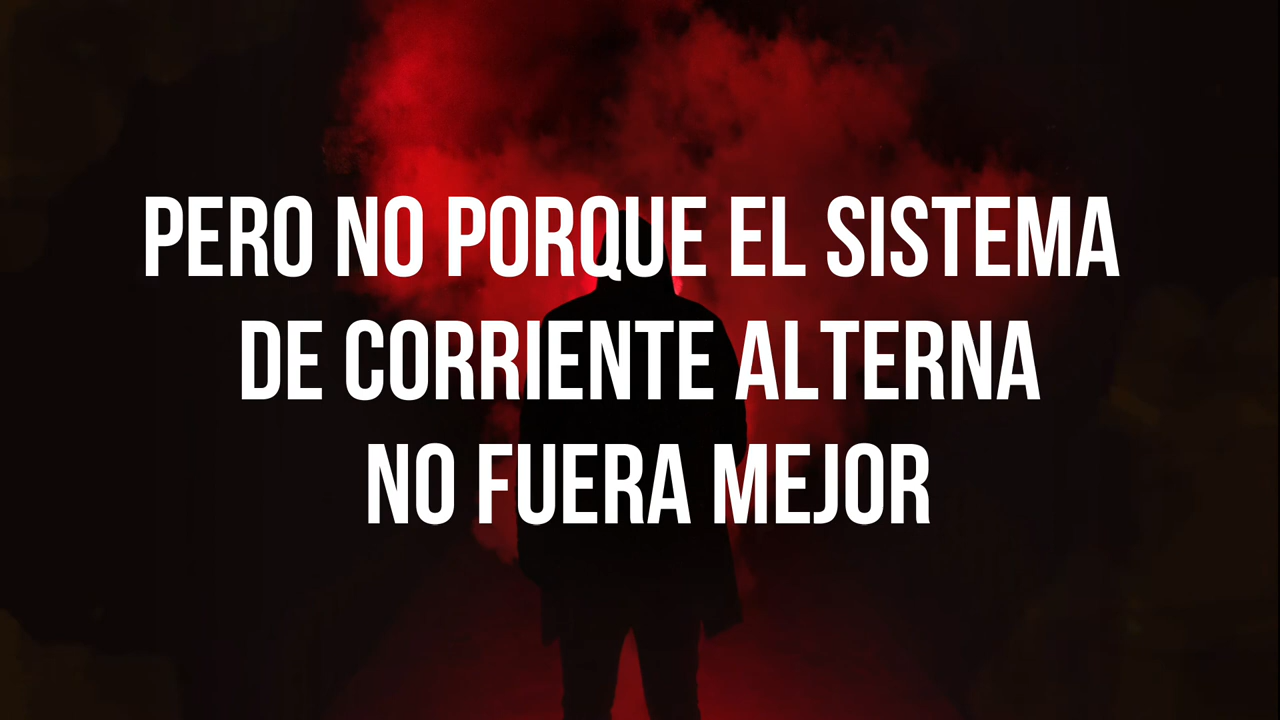 PERO NO PORQUE EL SISTEMA
DE CORRIENTE ALTERNA
NO FUERA MEJOR